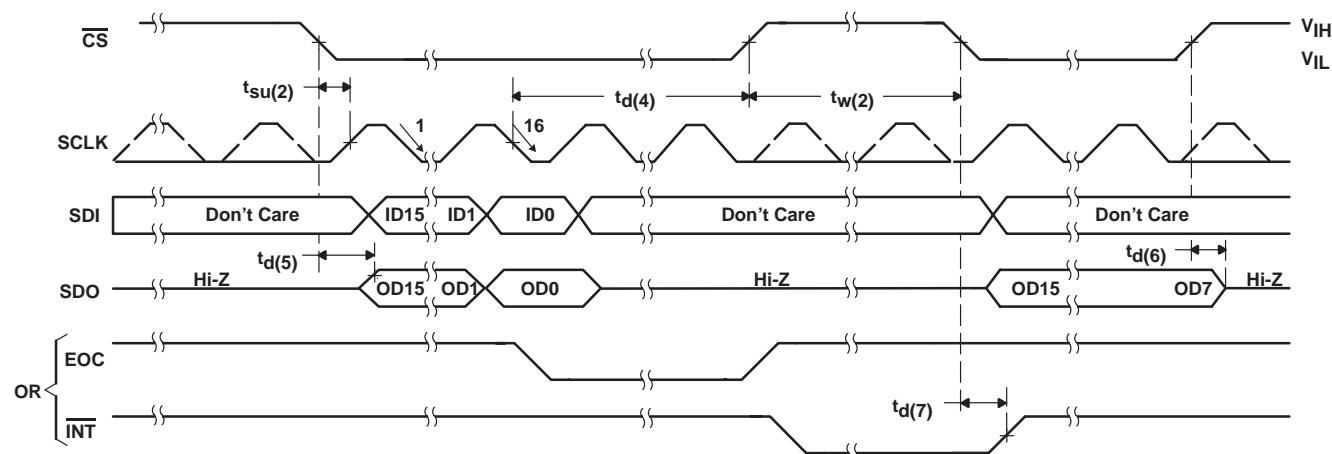 CS
VIH
VIL
tsu(2)
td(4)
tw(2)
SCLK
1
16
SDI
Don't Care
ID15
ID1
ID0
Don't Care
Don't Care
td(5)
td(6)
SDO
Hi-Z
OD15
OD1
OD0
Hi-Z
OD15
OD7
Hi-Z
EOC
OR
td(7)
INT